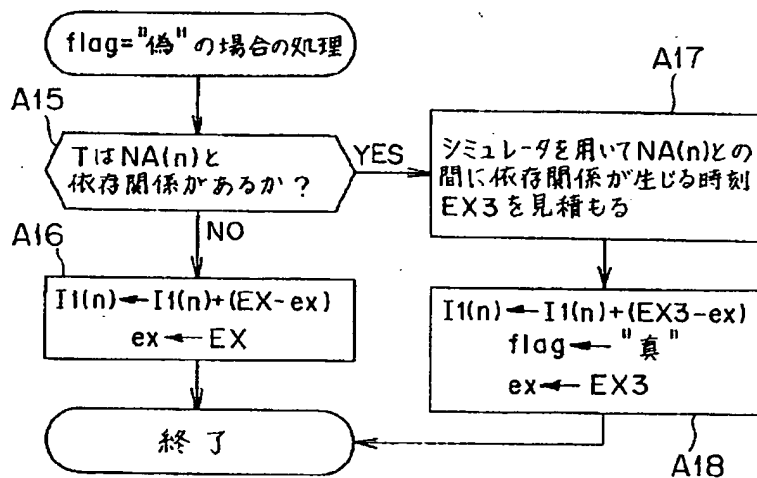 flag="偽"の場合の処理
A15
TはNA(n)と
依存関係があるか？
YES
NO
A16
I1(n)←I1(n)+(EX-ex)
ex←EX
A17
シミュレータを用いてNA(n)との
間に依存関係が生じる時刻
EX3を見積もる
I1(n)←I1(n)+(EX3-ex)
flag←"真"
ex←EX3
A18
終了